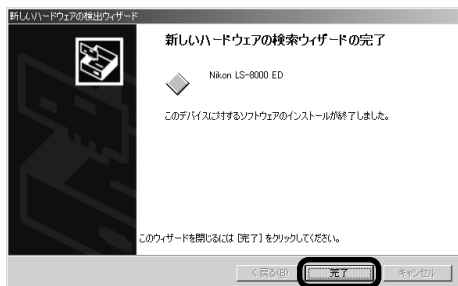 新しいハードウェアの検出ウィザード
新しいハードウェアの検索ウィザードの完了
Nikon LS-8000 ED
このデバイスに対するソフトウェアのインストールが終了しました。
このウィザードを閉じるには [完了] をクリックしてください。
< 戻る(B)
完了
キャンセル